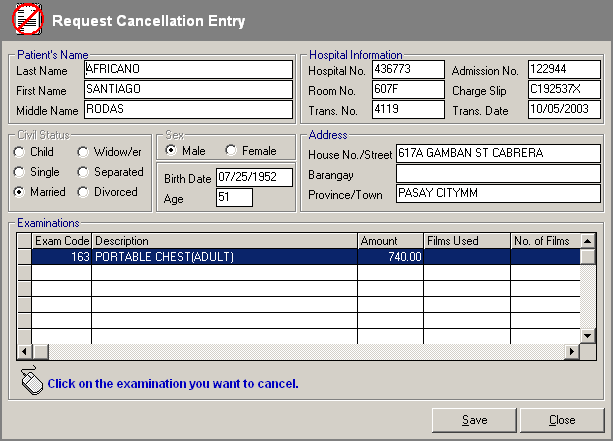 Request Cancellation Entry
Patient's Name
Last Name AFRICANO
First Name SANTIAGO
Middle Name RODAS
Hospital Information
Hospital No. 436773 Admission No. 122944
Room No. 607F Charge Slip C192537X
Trans. No. 4119 Trans. Date 10/05/2003
Civil Status
Child Widow/er
Single Separated
Married Divorced
Sex
Male Female
Birth Date 07/25/1952
Age 51
Address
House No./Street 617A GAMBAN ST CABRERA
Barangay
Province/Town PASAY CITYMM
Examinations
Exam Code Description Amount Films Used No. of Films
163 PORTABLE CHEST(ADULT) 740.00
Click on the examination you want to cancel.
Save Close